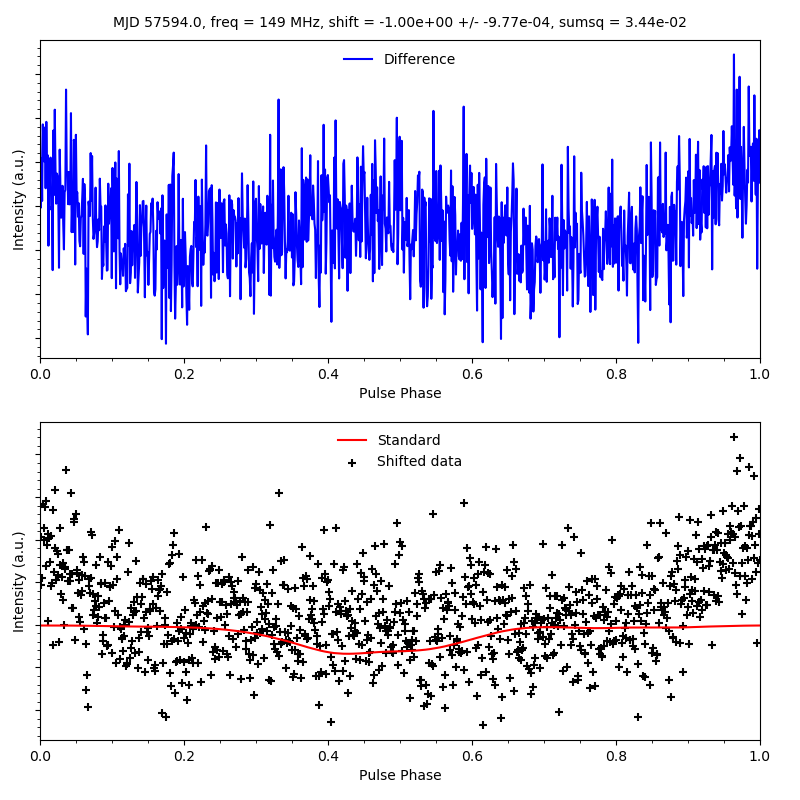 MJD 57594.0, freq = 149 MHz, shift = -1.00e+00 +/- -9.77e-04, sumsq = 3.44e-02
Difference
Intensity (a.u.)
0.0 0.2 0.4 0.6 0.8 1.0
Pulse Phase
Standard
Shifted data
Intensity (a.u.)
0.0 0.2 0.4 0.6 0.8 1.0
Pulse Phase